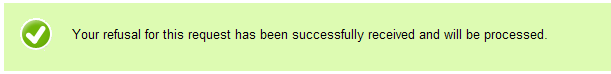 Your refusal for this request has been successfully received and will be processed.